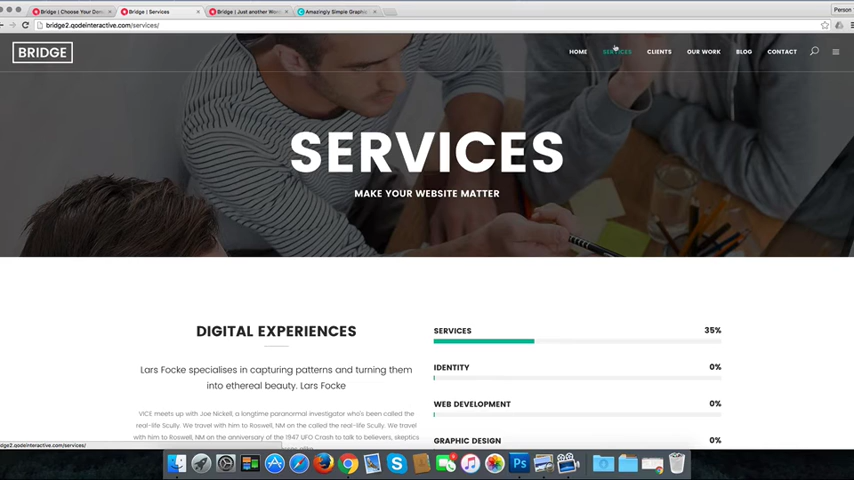 Bridge | Choose Your Dem
Bridge | Services
Bridge | Just another Word
Amazingly Simple Graphic
Person
bridge2.qodeinteractive.com/services/
BRIDGE
HOME
SERVICES
CLIENTS
OUR WORK
BLOG
CONTACT
SERVICES
MAKE YOUR WEBSITE MATTER
DIGITAL EXPERIENCES
Lars Focke specialises in capturing patterns and turning them
into ethereal beauty. Lars Focke
VICE meets up with Joe Nickell, a longtime paranormal investigator who's been called the
real-life Scully. We travel with him to Roswell, NM on the called the real-life Scully. We travel
with him to Roswell, NM on the anniversary of the 1947 UFO Crash to talk to believers, skeptics
SERVICES 35%
IDENTITY 0%
WEB DEVELOPMENT 0%
GRAPHIC DESIGN 0%
dge2.qodeinteractive.com/services/